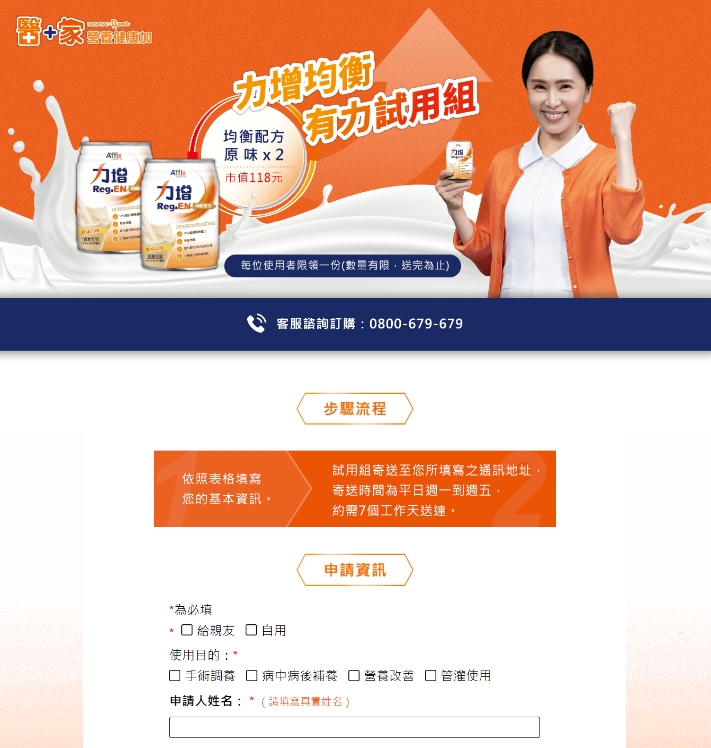 醫+家 營養健康加
力增均衡
有力試用組
均衡配方
原味x2
市值118元
Affix
力增
Reg.EN
Affix
力增
Reg.EN
Affix
力增
每位使用者限領一份(數量有限，送完為止)
客服諮詢訂購：0800-679-679
步驟流程
依照表格填寫
您的基本資訊。
試用組寄送至您所填寫之通訊地址，
寄送時間為平日週一到週五，
約需7個工作天送達。
申請資訊
*為必填
* □ 給親友 □ 自用
使用目的：*
□ 手術調養 □ 病中病後補養 □ 營養改善 □ 管灌使用
申請人姓名： * (請填寫真實姓名)